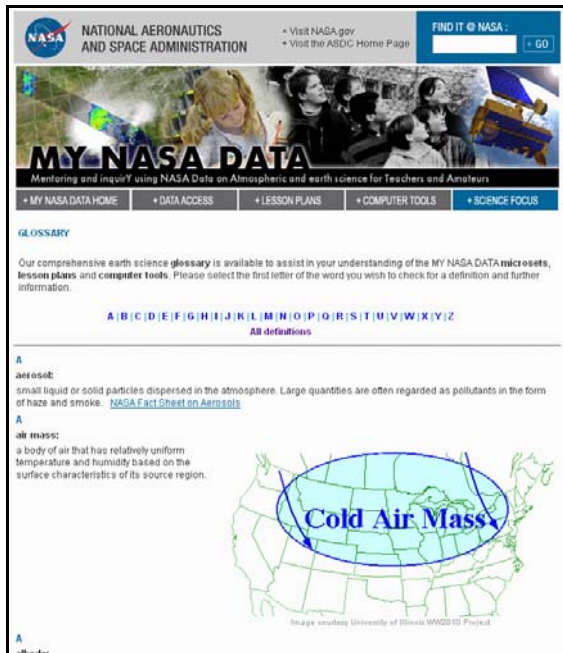 NASA
NATIONAL AERONAUTICS
AND SPACE ADMINISTRATION
+ Visit NASA.gov
+ Visit the ASDC Home Page
FIND IT @ NASA :
+ GO
MY NASA DATA
Mentoring and inquirY using NASA Data on Atmospheric and earth science for Teachers and Amateurs
+ MY NASA DATA HOME
+ DATA ACCESS
+ LESSON PLANS
+ COMPUTER TOOLS
+ SCIENCE FOCUS
GLOSSARY
Our comprehensive earth science glossary is available to assist in your understanding of the MY NASA DATA microsets,
lesson plans and computer tools. Please select the first letter of the word you wish to check for a definition and further
information.
A | B | C | D | E | F | G | H | I | J | K | L | M | N | O | P | Q | R | S | T | U | V | W | X | Y | Z
All definitions
A
aerosol:
small liquid or solid particles dispersed in the atmosphere. Large quantities are often regarded as pollutants in the form
of haze and smoke. NASA Fact Sheet on Aerosols
A
air mass:
a body of air that has relatively uniform
temperature and humidity based on the
surface characteristics of its source region.
Cold Air Mass
Image courtesy University of Illinois WW2010 Project
A